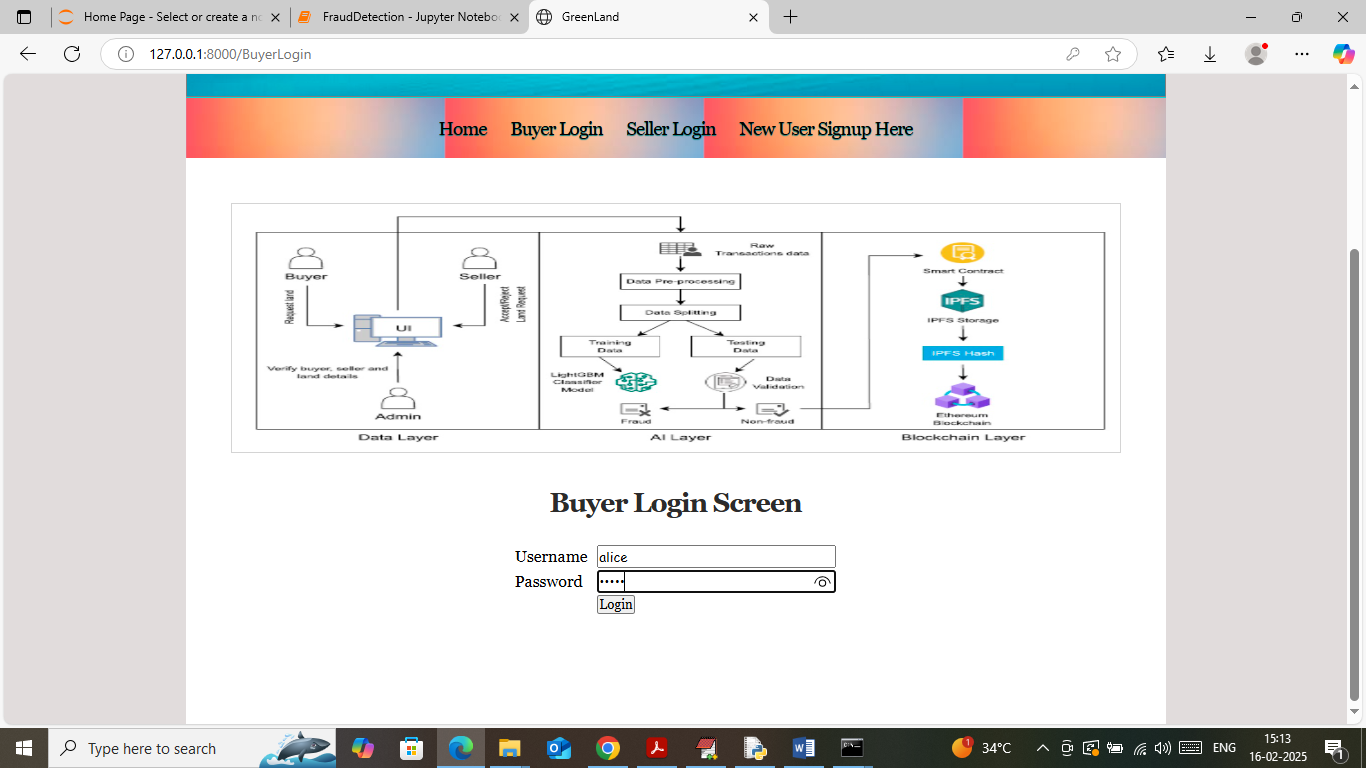 Home Page - Select or create a no
FraudDetection - Jupyter Noteboo
GreenLand
127.0.0.1:8000/BuyerLogin
Home Buyer Login Seller Login New User Signup Here
Buyer
Seller
Request land
Accept/Reject
Land Request
UI
Verify buyer, seller and
land details
Admin
Data Layer
Raw
Transactions data
Data Pre-processing
Data Splitting
Training
Data
Testing
Data
LightGBM
Classifier
Model
Data
Validation
Fraud
Non-fraud
AI Layer
Smart Contract
IPFS
IPFS Storage
IPFS Hash
Ethereum
Blockchain
Blockchain Layer
Buyer Login Screen
Username alice
Password •••••
Login
Type here to search
1
34°C
ENG
15:13
16-02-2025
1